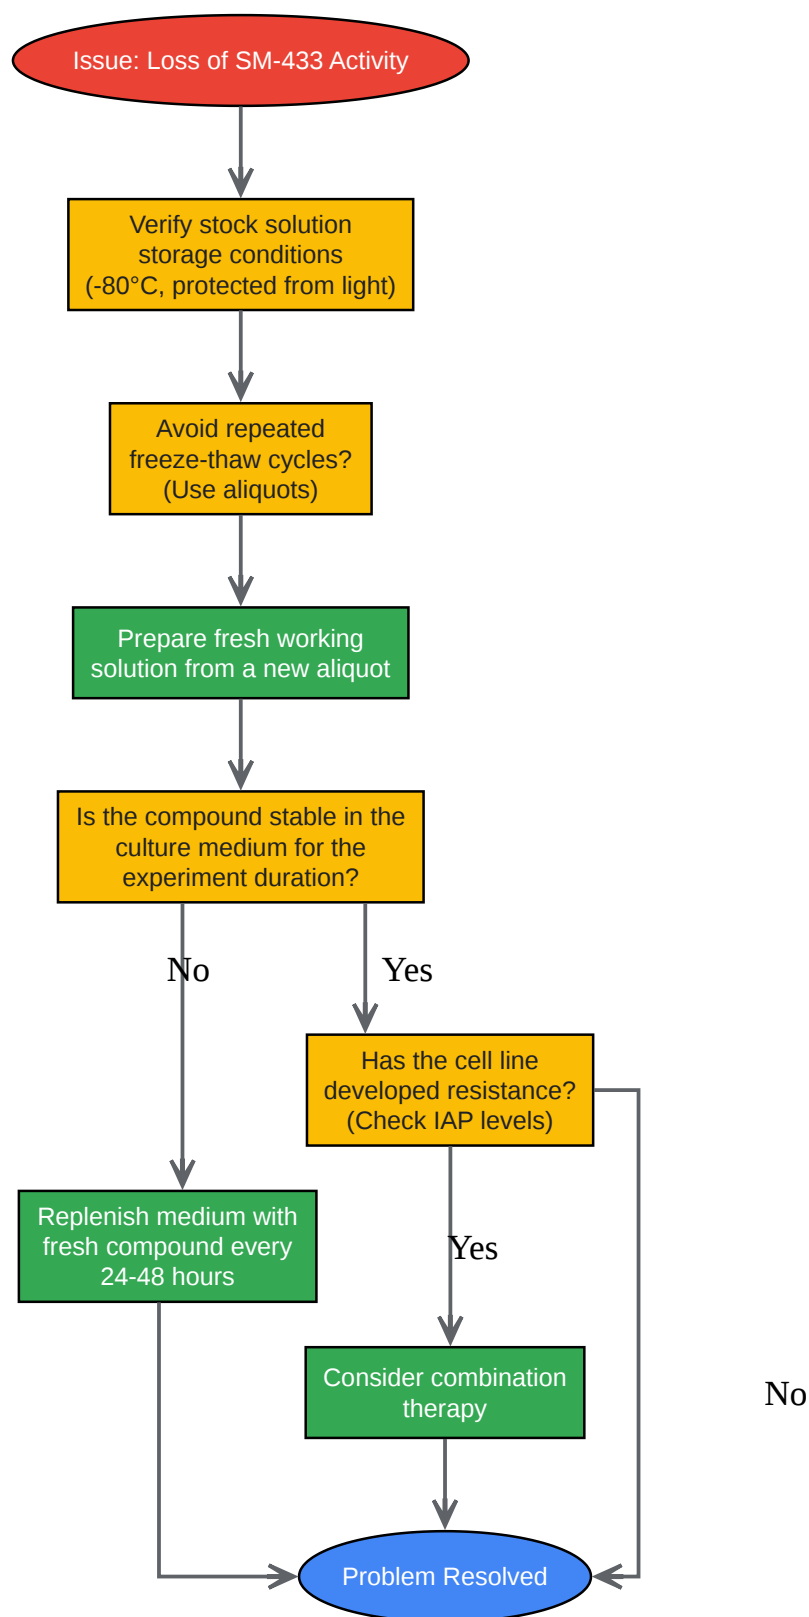 Issue: Loss of SM-433 Activity
Verify stock solution
storage conditions
(-80°C, protected from light)
Avoid repeated
freeze-thaw cycles?
(Use aliquots)
Prepare fresh working
solution from a new aliquot
Is the compound stable in the
culture medium for the
experiment duration?
No
Yes
Has the cell line
developed resistance?
(Check IAP levels)
Replenish medium with
fresh compound every
24-48 hours
Yes
Consider combination
therapy
No
Problem Resolved